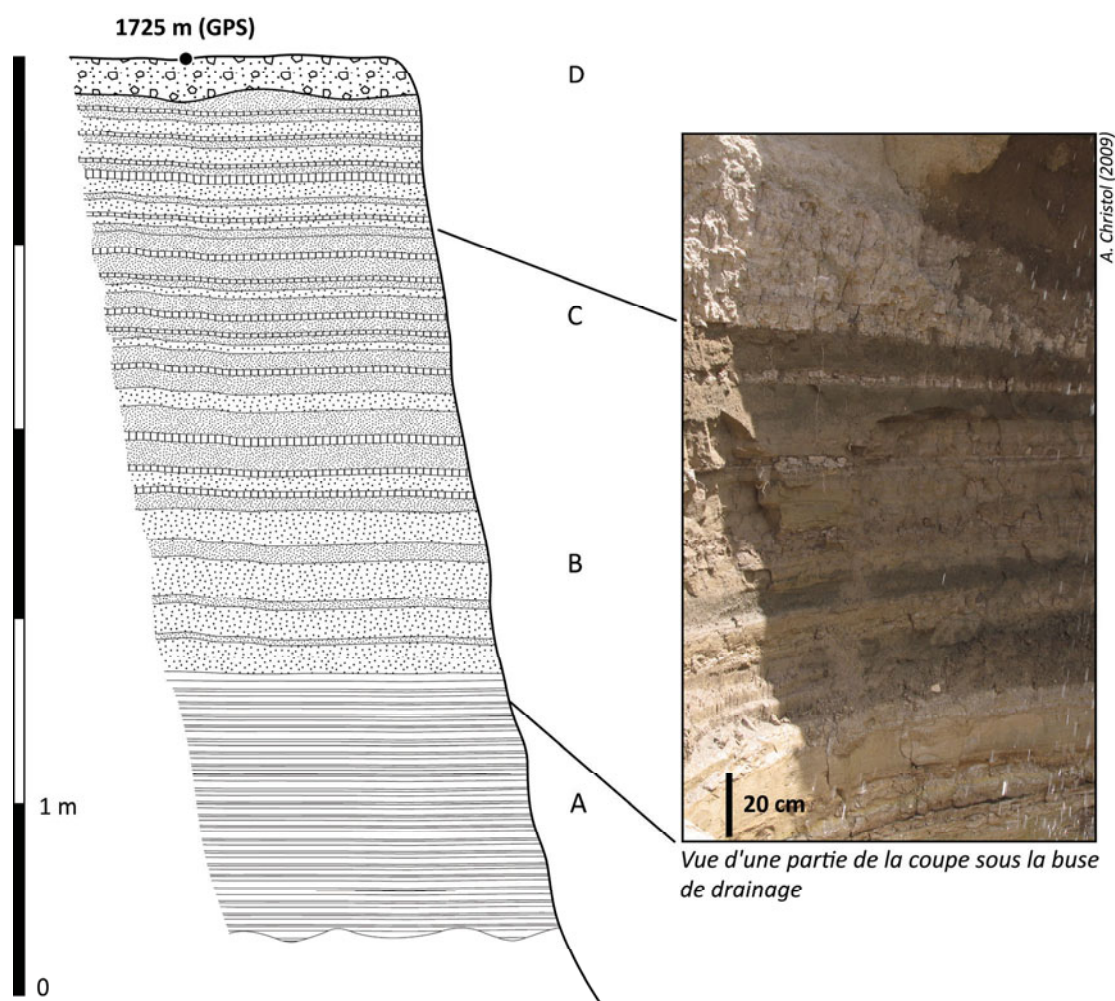 1725 m (GPS)
D
C
B
A
1 m
0
A. Christol (2009)
20 cm
Vue d'une partie de la coupe sous la buse
de drainage